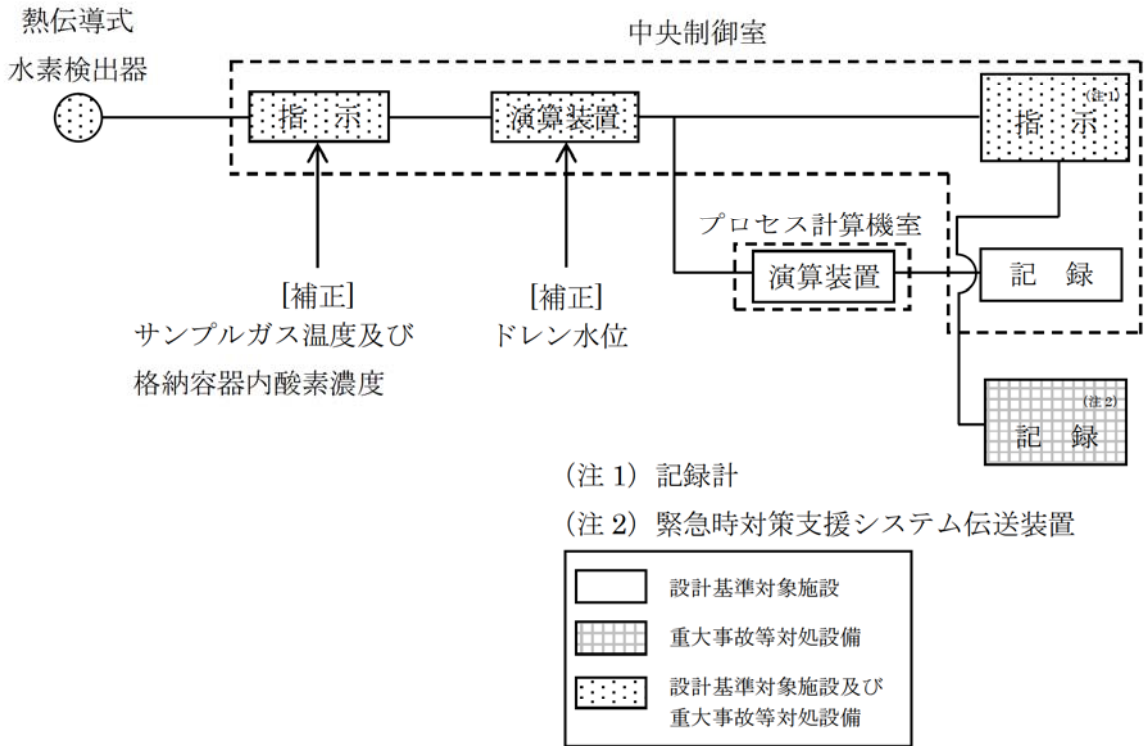 熱伝導式
水素検出器
中央制御室
指　示
演算装置
(注1)
指　示
プロセス計算機室
演算装置
記　録
[補正]
サンプルガス温度及び
格納容器内酸素濃度
[補正]
ドレン水位
(注2)
記　録
(注 1) 記録計
(注 2) 緊急時対策支援システム伝送装置
設計基準対象施設
重大事故等対処設備
設計基準対象施設及び
重大事故等対処設備